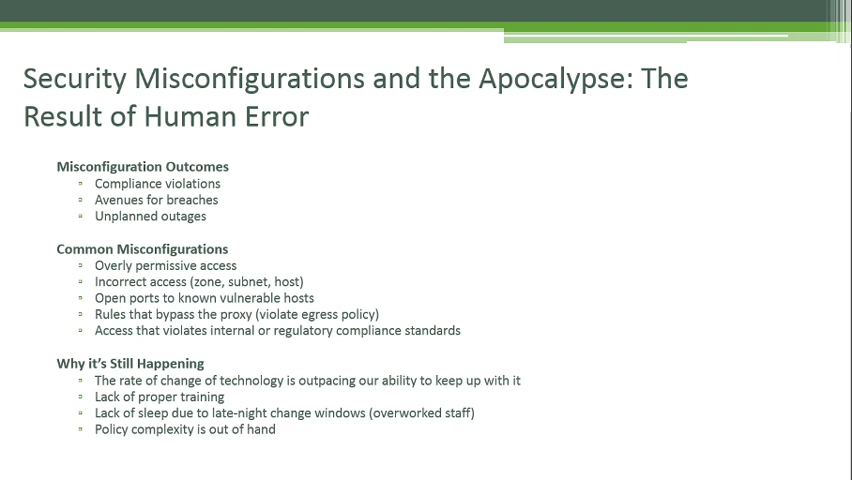 Security Misconfigurations and the Apocalypse: The
Result of Human Error
Misconfiguration Outcomes
▫ Compliance violations
▫ Avenues for breaches
▫ Unplanned outages
Common Misconfigurations
▫ Overly permissive access
▫ Incorrect access (zone, subnet, host)
▫ Open ports to known vulnerable hosts
▫ Rules that bypass the proxy (violate egress policy)
▫ Access that violates internal or regulatory compliance standards
Why it's Still Happening
▫ The rate of change of technology is outpacing our ability to keep up with it
▫ Lack of proper training
▫ Lack of sleep due to late-night change windows (overworked staff)
▫ Policy complexity is out of hand